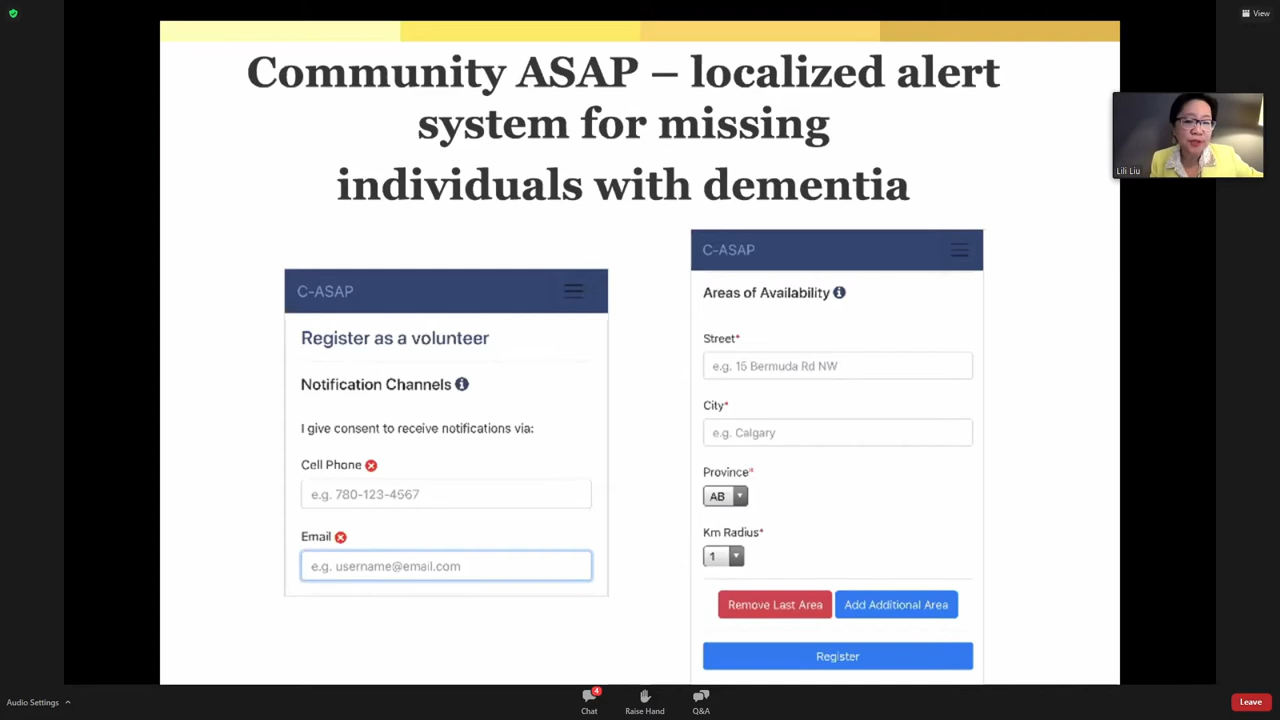 View
Community ASAP – localized alert
system for missing
individuals with dementia
Lili Liu
C-ASAP
Register as a volunteer
Notification Channels
I give consent to receive notifications via:
Cell Phone
e.g. 780-123-4567
Email
e.g. username@email.com
C-ASAP
Areas of Availability
Street*
e.g. 15 Bermuda Rd NW
City*
e.g. Calgary
Province*
AB
Km Radius*
1
Remove Last Area Add Additional Area
Register
Audio Settings
4
Chat
Raise Hand
Q&A
Leave